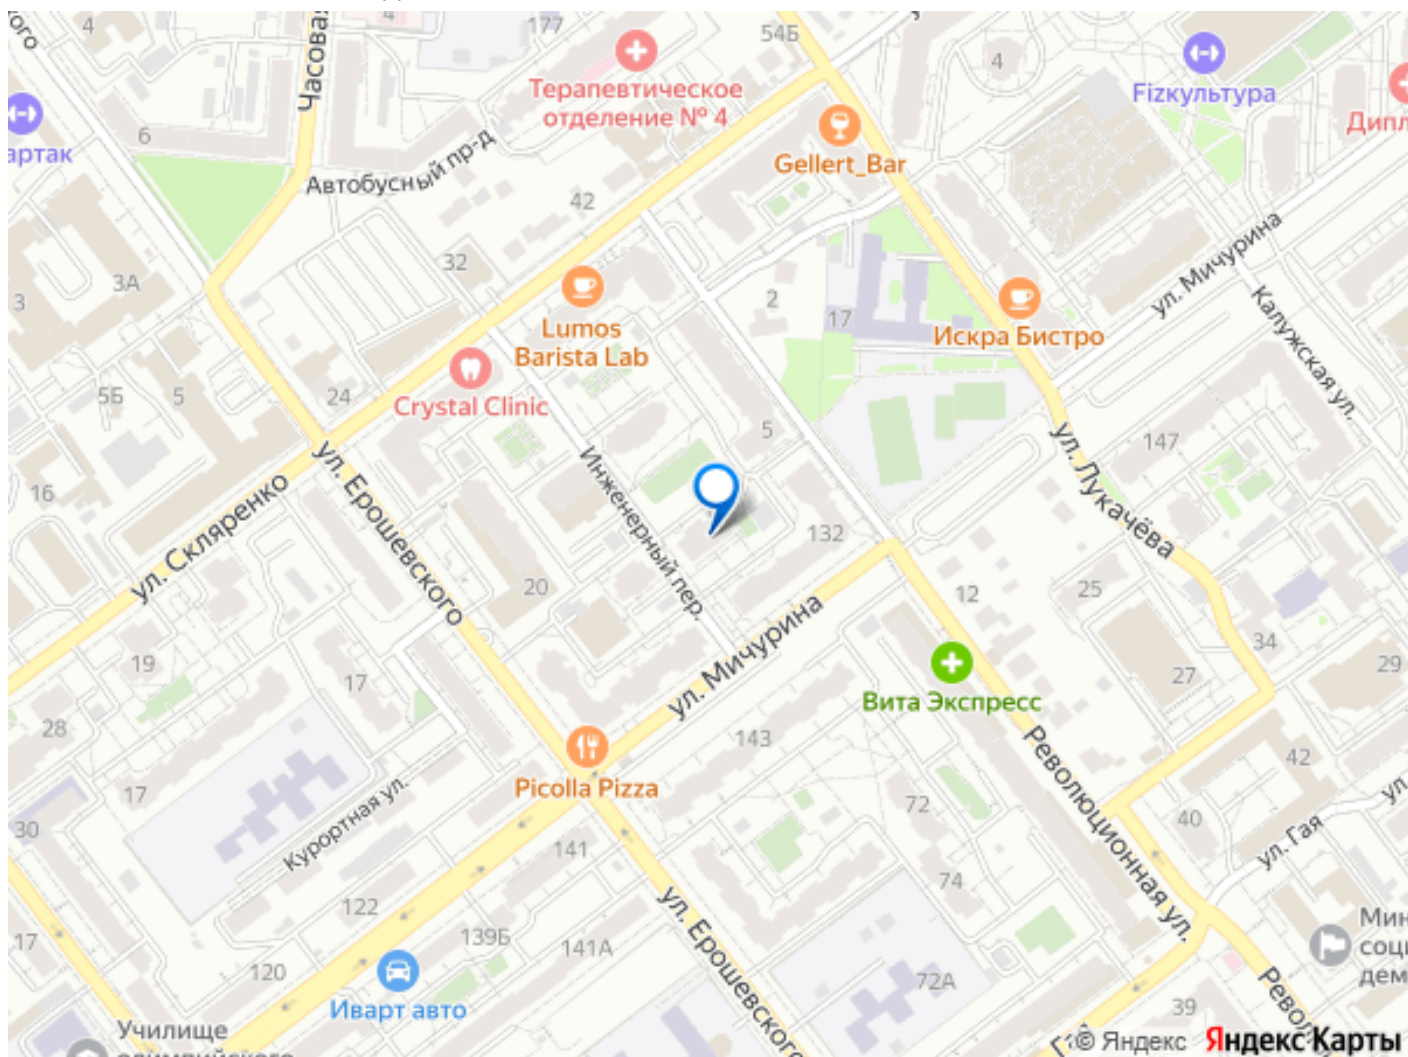 177
54Б
4
4
4
Часовая
Терапевтическое
отделение № 4
Fizкультура
6
Gellert_Bar
Автобусный пр-д
42
ул. Мичурина
3А
32
3
2
17
Калужская ул.
Lumos
Barista Lab
Искра Бистро
5Б
5
24
Crystal Clinic
5
147
16
ул. Скляренко
ул. Ерошевского
Инженерный пер.
ул. Лукачёва
132
20
12
25
ул. Мичурина
34
19
17
Вита Экспресс
27
29
28
143
Революционная ул.
42
Picolla Pizza
17
72
40
30
Курортная ул.
141
ул. Гая
74
122
ул. Ерошевского
17
139Б
141А
120
72А
Иварт авто
39
Училище
© Яндекс
Яндекс Карты